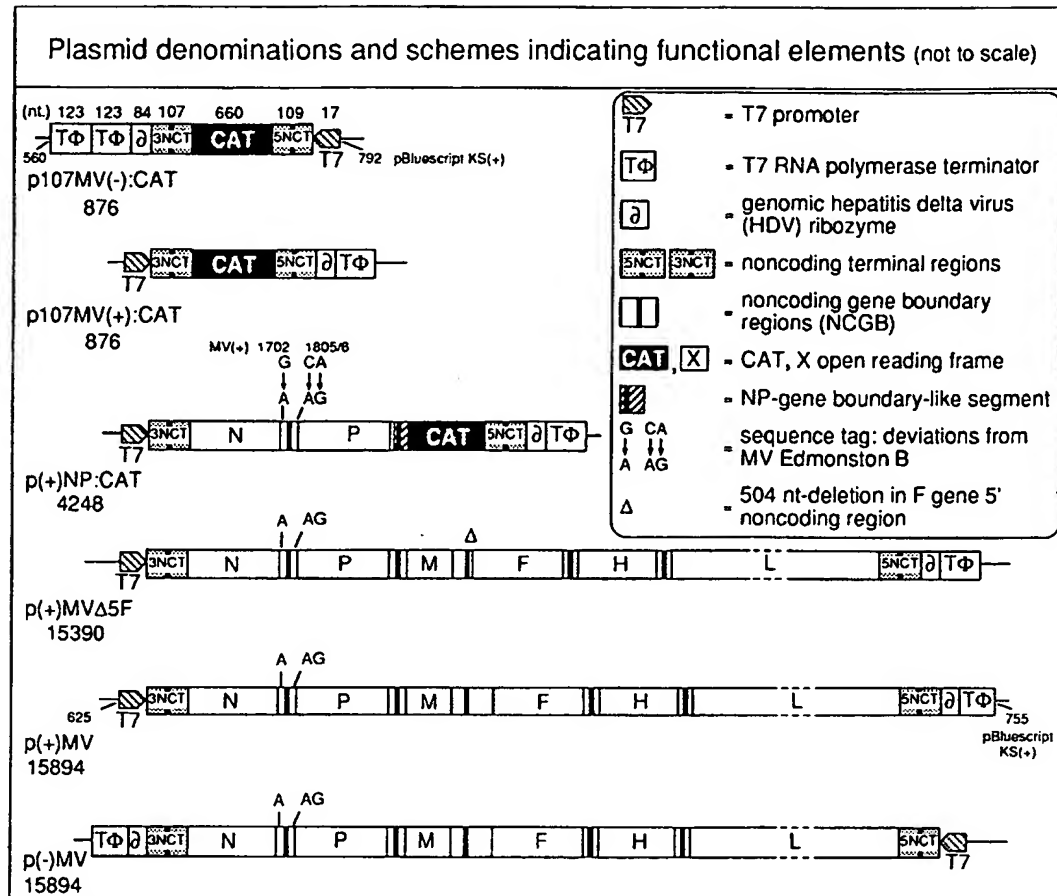 Plasmid denominations and schemes indicating functional elements (not to scale)
(nt.) 123 123 84 107 660 109 17
TΦ TΦ ∂ 3NCT CAT 5NCT
560 T7 792 pBluescript KS(+)
p107MV(-):CAT
876
3NCT CAT 5NCT ∂ TΦ
T7
p107MV(+):CAT
876
MV(+) 1702 1805/6
G CA
A AG
3NCT N P CAT 5NCT ∂ TΦ
T7
p(+)NP:CAT
4248
A AG Δ
3NCT N P M F H L 5NCT ∂ TΦ
T7
p(+)MVΔ5F
15390
A AG
3NCT N P M F H L 5NCT ∂ TΦ
625 T7 755
pBluescript
KS(+)
p(+)MV
15894
A AG
TΦ ∂ 3NCT N P M F H L 5NCT
T7
p(-)MV
15894
T7 = T7 promoter
TΦ = T7 RNA polymerase terminator
∂ = genomic hepatitis delta virus
(HDV) ribozyme
5NCT 3NCT = noncoding terminal regions
= noncoding gene boundary
regions (NCGB)
CAT, X = CAT, X open reading frame
= NP-gene boundary-like segment
G CA
A AG = sequence tag: deviations from
MV Edmonston B
Δ = 504 nt-deletion in F gene 5'
noncoding region